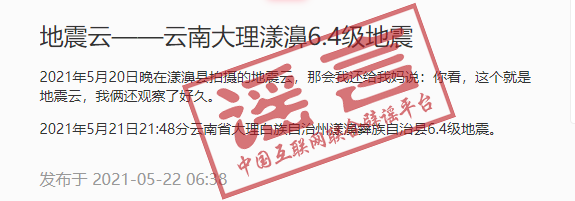 地震云——云南大理漾濞6.4级地震
2021年5月20日晚在漾濞县拍摄的地震云，那会我还给我妈说：你看，这个就是
地震云，我俩还观察了好久。
2021年5月21日21:48分云南省大理白族自治州漾濞彝族自治县6.4级地震。
谣言
中国互联网联合辟谣平台
发布于 2021-05-22 06:38